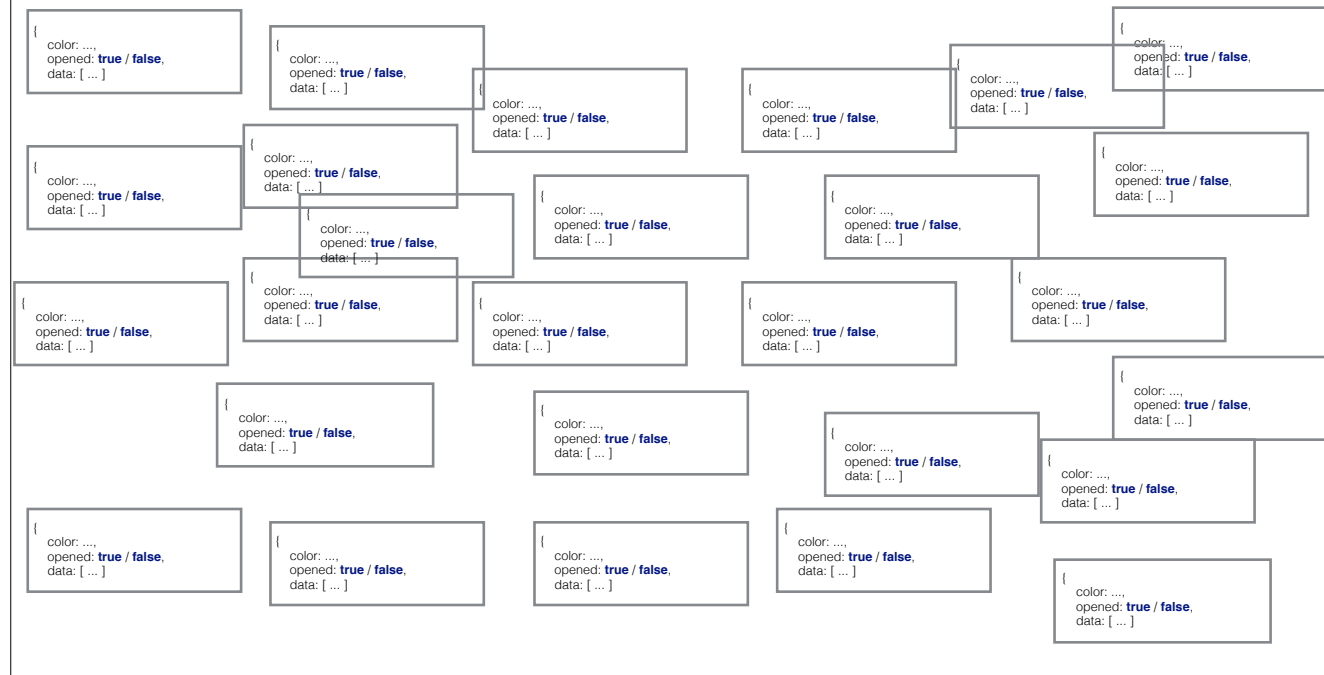 {
color: ...,
opened: true / false,
data: [ ... ]
{
color: ...,
opened: true / false,
data: [ ... ]
{
color: ...,
opened: true / false,
data: [ ... ]
{
color: ...,
opened: true / false,
data: [ ... ]
{
color: ...,
opened: true / false,
data: [ ... ]
{
color: ...,
opened: true / false,
data: [ ... ]
{
color: ...,
opened: true / false,
data: [ ... ]
{
color: ...,
opened: true / false,
data: [ ... ]
{
color: ...,
opened: true / false,
data: [ ... ]
{
color: ...,
opened: true / false,
data: [ ... ]
{
color: ...,
opened: true / false,
data: [ ... ]
{
color: ...,
opened: true / false,
data: [ ... ]
{
color: ...,
opened: true / false,
data: [ ... ]
{
color: ...,
opened: true / false,
data: [ ... ]
{
color: ...,
opened: true / false,
data: [ ... ]
{
color: ...,
opened: true / false,
data: [ ... ]
{
color: ...,
opened: true / false,
data: [ ... ]
{
color: ...,
opened: true / false,
data: [ ... ]
{
color: ...,
opened: true / false,
data: [ ... ]
{
color: ...,
opened: true / false,
data: [ ... ]
{
color: ...,
opened: true / false,
data: [ ... ]
{
color: ...,
opened: true / false,
data: [ ... ]
{
color: ...,
opened: true / false,
data: [ ... ]
{
color: ...,
opened: true / false,
data: [ ... ]
{
color: ...,
opened: true / false,
data: [ ... ]
{
color: ...,
opened: true / false,
data: [ ... ]
{
color: ...,
opened: true / false,
data: [ ... ]